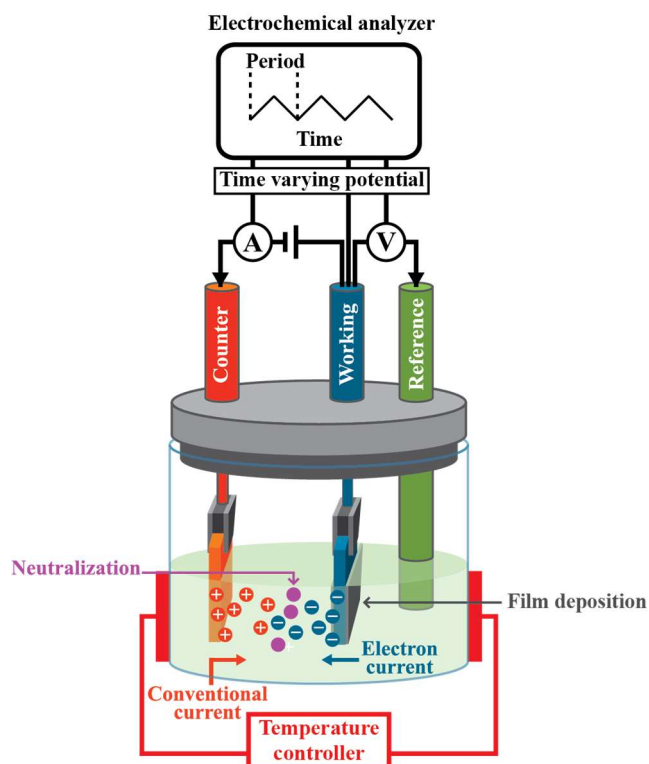 Electrochemical analyzer
Period
Time
Time varying potential
A
V
Counter
Working
Reference
Neutralization
Film deposition
Electron
current
Conventional
current
Temperature
controller